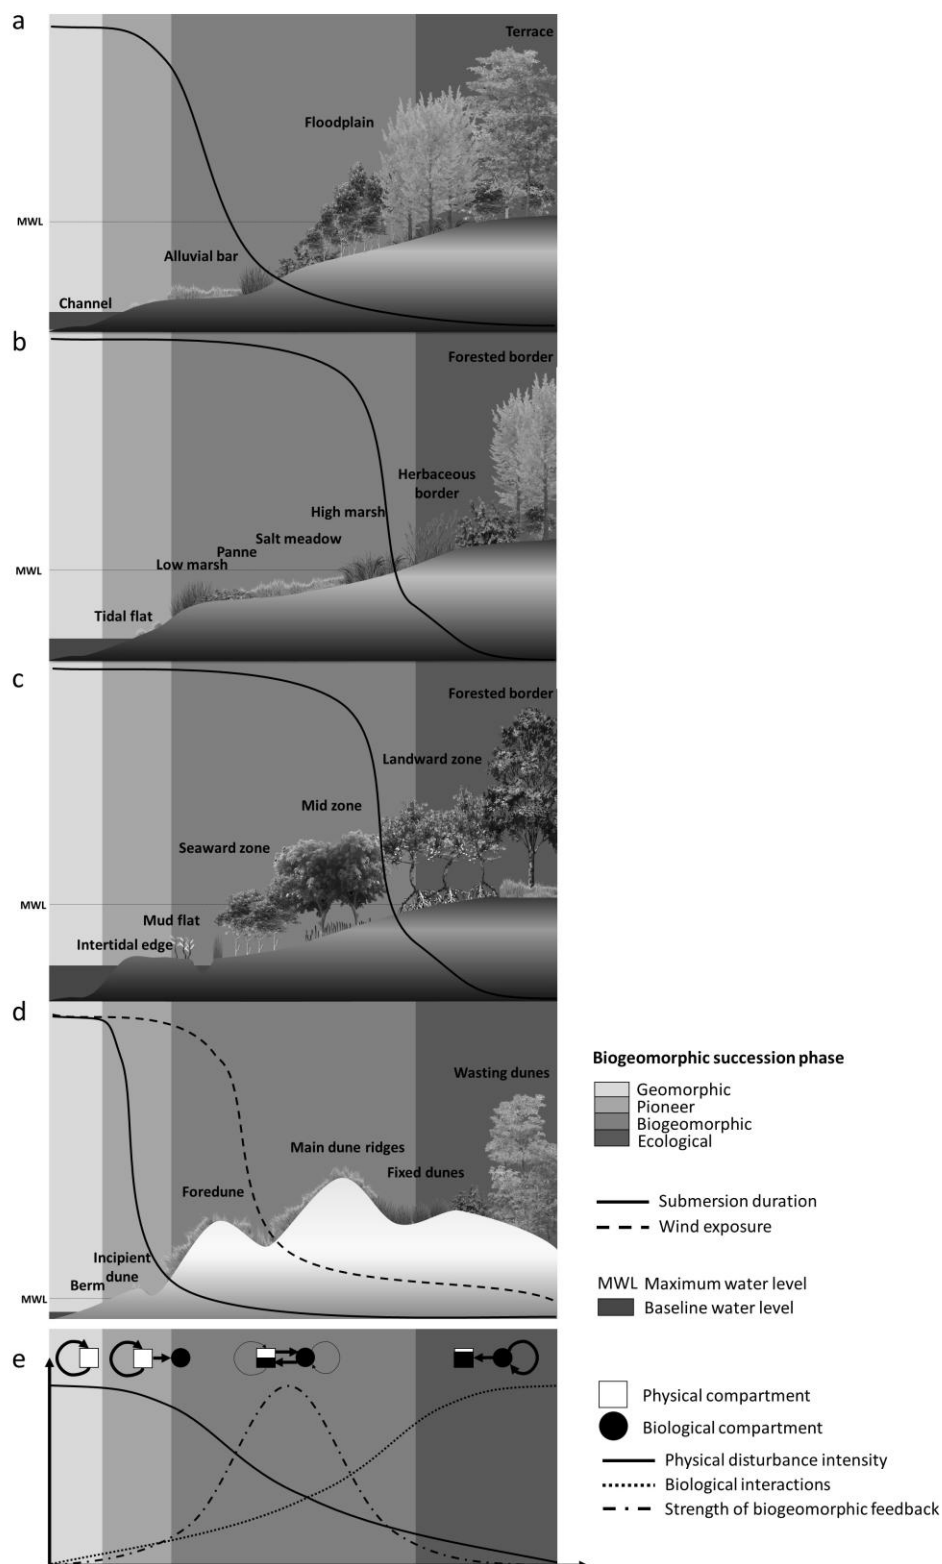 a
Terrace
Floodplain
MWL
Alluvial bar
Channel
b
Forested border
Herbaceous
border
High marsh
Salt meadow
Panne
Low marsh
MWL
Tidal flat
c
Forested border
Landward zone
Mid zone
Seaward zone
MWL
Mud flat
Intertidal edge
d
Wasting dunes
Main dune ridges
Fixed dunes
Foredune
Incipient
dune
Berm
MWL
e
Biogeomorphic succession phase
Geomorphic
Pioneer
Biogeomorphic
Ecological
Submersion duration
Wind exposure
MWL Maximum water level
Baseline water level
Physical compartment
Biological compartment
Physical disturbance intensity
Biological interactions
Strength of biogeomorphic feedback